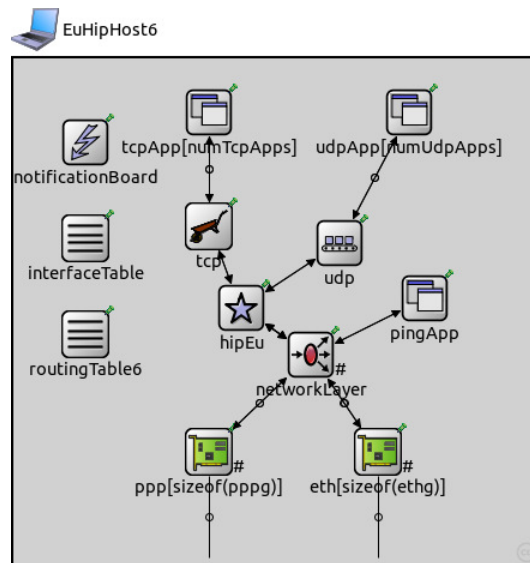 EuHipHost6
tcpApp[numTcpApps]
udpApp[numUdpApps]
notificationBoard
tcp
udp
interfaceTable
hipEu
pingApp
routingTable6
#
networkLayer
#
#
ppp[sizeof(pppg)]
eth[sizeof(ethg)]